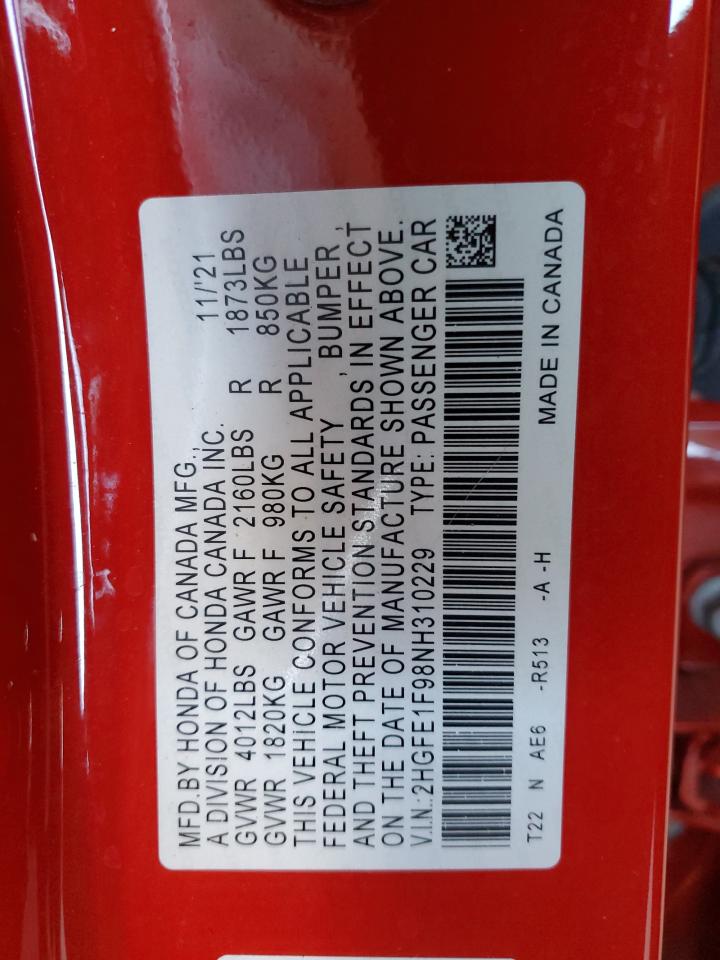 MFD.BY HONDA OF CANADA MFG., 11/'21
A DIVISION OF HONDA CANADA INC.
GVWR 4012LBS GAWR F 2160LBS R 1873LBS
GVWR 1820KG GAWR F 980KG R 850KG
THIS VEHICLE CONFORMS TO ALL APPLICABLE
FEDERAL MOTOR VEHICLE SAFETY , BUMPER ,
AND THEFT PREVENTION STANDARDS IN EFFECT
ON THE DATE OF MANUFACTURE SHOWN ABOVE.
V.I.N.:2HGFE1F98NH310229 TYPE: PASSENGER CAR
T22 N AE6 -R513 -A -H MADE IN CANADA